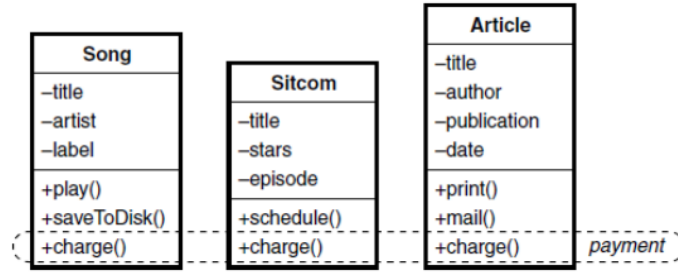 Song
–title
–artist
–label
+play()
+saveToDisk()
+charge()
Sitcom
–title
–stars
–episode
+schedule()
+charge()
Article
–title
–author
–publication
–date
+print()
+mail()
+charge()
payment